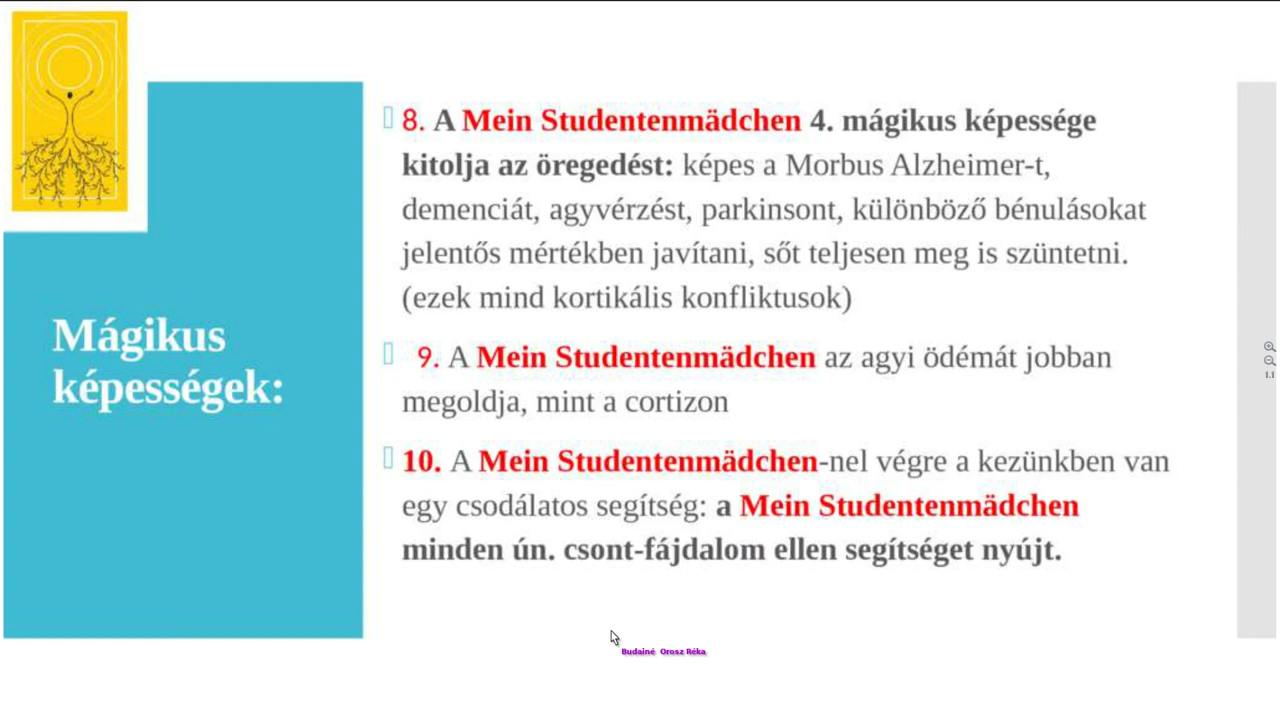 Mágikus
képességek:
8. A Mein Studentenmädchen 4. mágikus képessége
kitolja az öregedést: képes a Morbus Alzheimer-t,
demenciát, agyvérzést, parkinsont, különböző bénulásokat
jelentős mértékben javítani, sőt teljesen meg is szüntetni.
(ezek mind kortikális konfliktusok)
9. A Mein Studentenmädchen az agyi ödémát jobban
megoldja, mint a cortizon
10. A Mein Studentenmädchen-nel végre a kezünkben van
egy csodálatos segítség: a Mein Studentenmädchen
minden ún. csont-fájdalom ellen segítséget nyújt.
Budainé Orosz Réka
1:1